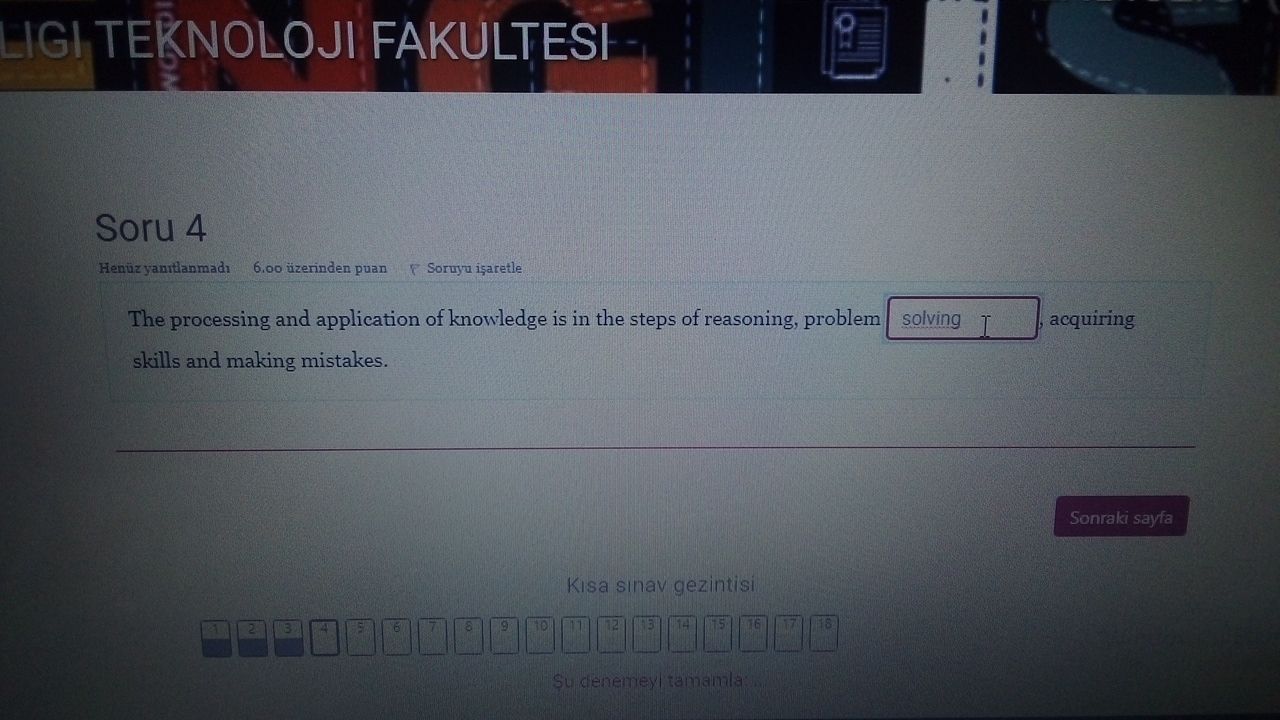 LIGI TEKNOLOJI FAKULTESI
Soru 4
Henüz yanıtlanmadı 6.00 üzerinden puan Soruyu işaretle
The processing and application of knowledge is in the steps of reasoning, problem solving , acquiring
skills and making mistakes.
Sonraki sayfa
Kısa sınav gezintisi
1 2 3 4 5 6 7 8 9 10 11 12 13 14 15 16 17 18
Şu denemeyi tamamla: ...